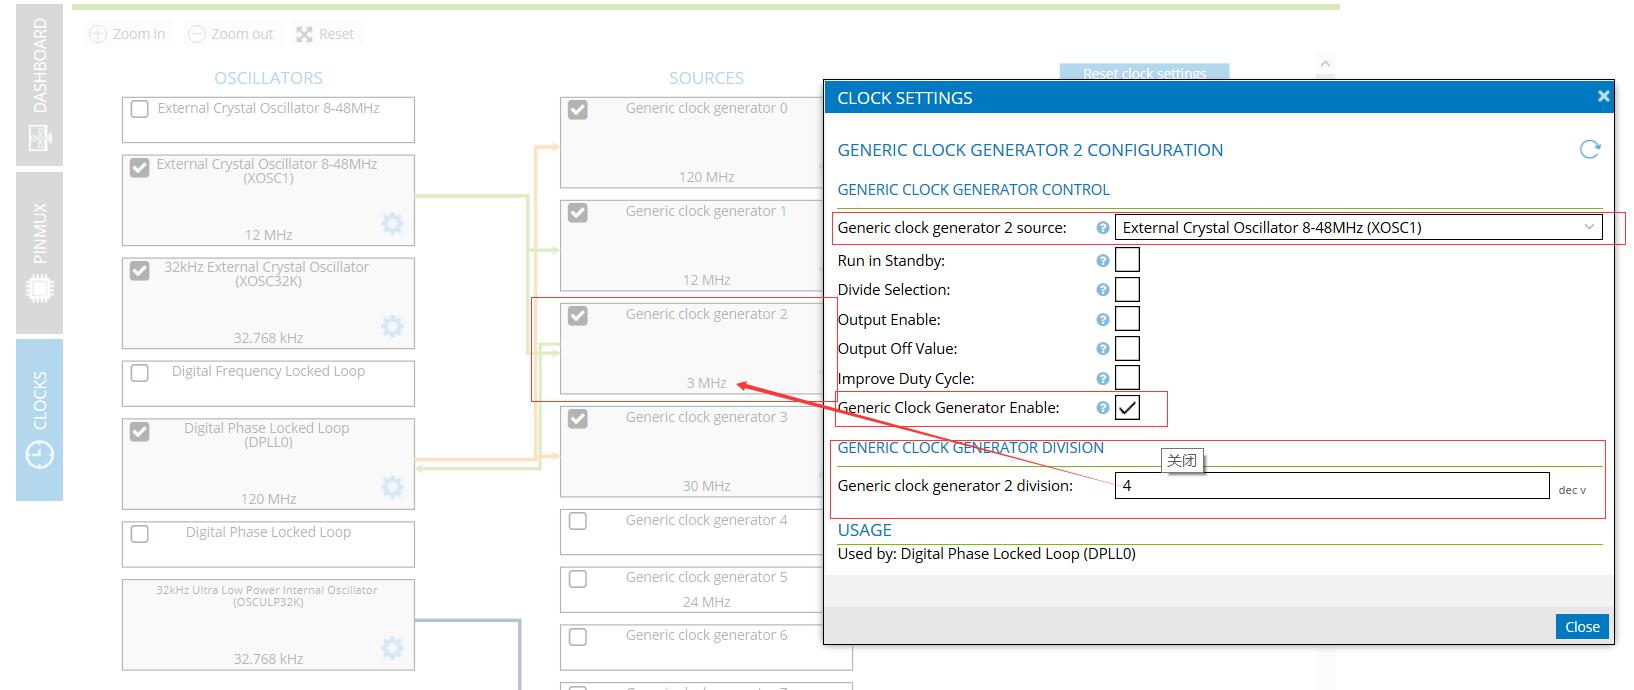 DASHBOARD
PINMUX
CLOCKS
Zoom in
Zoom out
Reset
OSCILLATORS
External Crystal Oscillator 8-48MHz
External Crystal Oscillator 8-48MHz
(XOSC1)
12 MHz
32kHz External Crystal Oscillator
(XOSC32K)
32.768 kHz
Digital Frequency Locked Loop
Digital Phase Locked Loop
(DPLL0)
120 MHz
Digital Phase Locked Loop
32kHz Ultra Low Power Internal Oscillator
(OSCULP32K)
32.768 kHz
SOURCES
Generic clock generator 0
120 MHz
Generic clock generator 1
12 MHz
Generic clock generator 2
3 MHz
Generic clock generator 3
30 MHz
Generic clock generator 4
Generic clock generator 5
24 MHz
Generic clock generator 6
Reset clock settings
CLOCK SETTINGS
GENERIC CLOCK GENERATOR 2 CONFIGURATION
GENERIC CLOCK GENERATOR CONTROL
Generic clock generator 2 source: ? External Crystal Oscillator 8-48MHz (XOSC1)
Run in Standby: ?
Divide Selection: ?
Output Enable: ?
Output Off Value: ?
Improve Duty Cycle: ?
Generic Clock Generator Enable: ?
GENERIC CLOCK GENERATOR DIVISION
关闭
Generic clock generator 2 division: 4 dec v
USAGE
Used by: Digital Phase Locked Loop (DPLL0)
Close